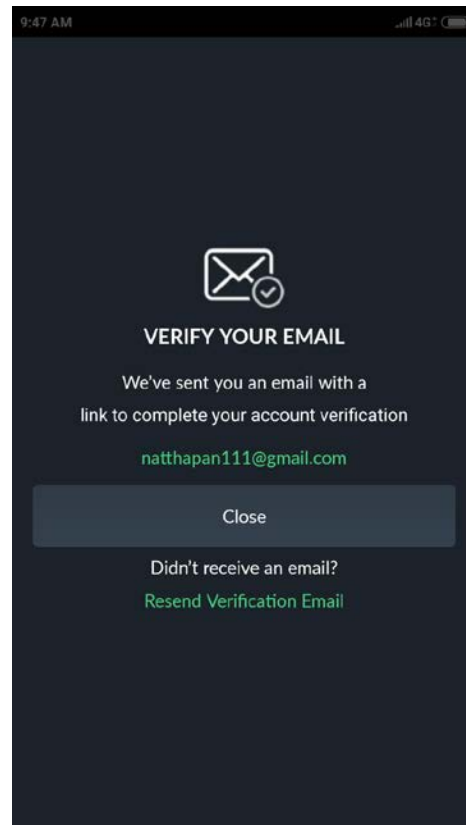 9:47 AM 4G
VERIFY YOUR EMAIL
We've sent you an email with a
link to complete your account verification
natthapan111@gmail.com
Close
Didn't receive an email?
Resend Verification Email